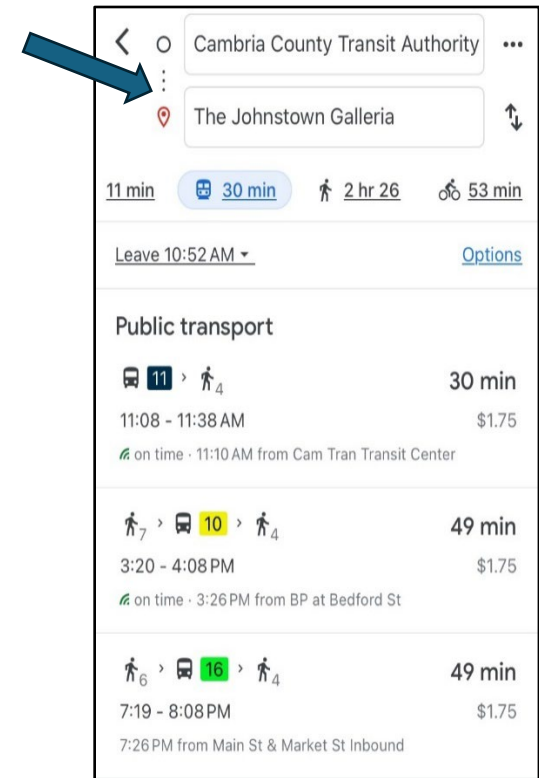 Cambria County Transit Authority
The Johnstown Galleria
11 min 30 min 2 hr 26 53 min
Leave 10:52 AM Options
Public transport
11 4 30 min
11:08 - 11:38 AM $1.75
on time · 11:10 AM from Cam Tran Transit Center
7 10 4 49 min
3:20 - 4:08 PM $1.75
on time · 3:26 PM from BP at Bedford St
6 16 4 49 min
7:19 - 8:08 PM $1.75
7:26 PM from Main St & Market St Inbound